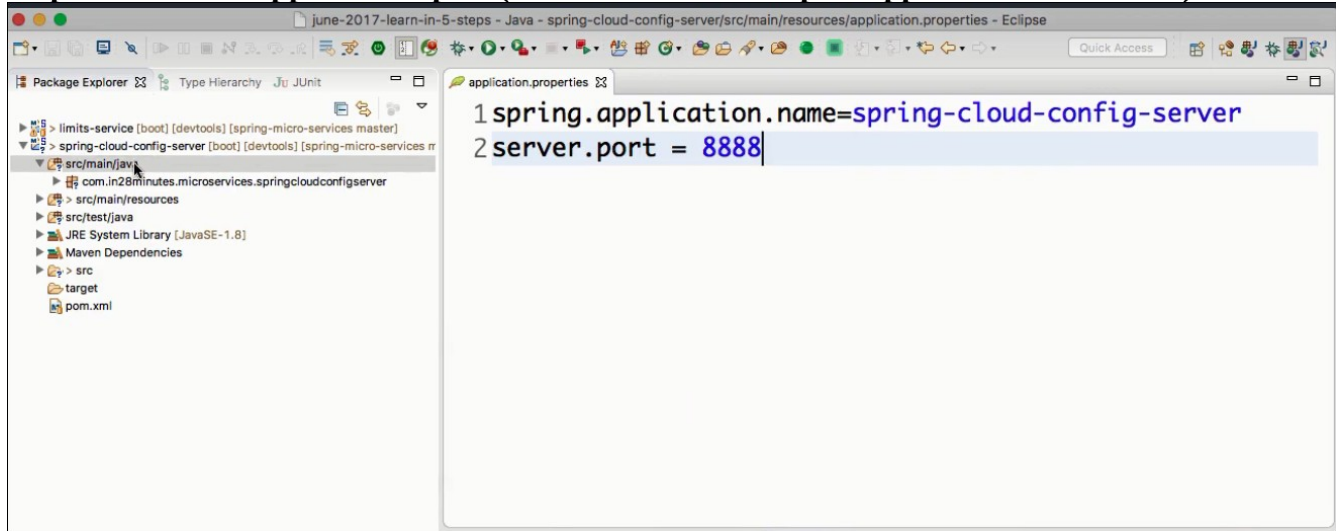 june-2017-learn-in-5-steps - Java - spring-cloud-config-server/src/main/resources/application.properties - Eclipse
Quick Access
Package Explorer Type Hierarchy JUnit
application.properties
> limits-service [boot] [devtools] [spring-micro-services master]
> spring-cloud-config-server [boot] [devtools] [spring-micro-services m
src/main/java
com.in28minutes.microservices.springcloudconfigserver
> src/main/resources
src/test/java
JRE System Library [JavaSE-1.8]
Maven Dependencies
> src
target
pom.xml
1 spring.application.name=spring-cloud-config-server
2 server.port = 8888